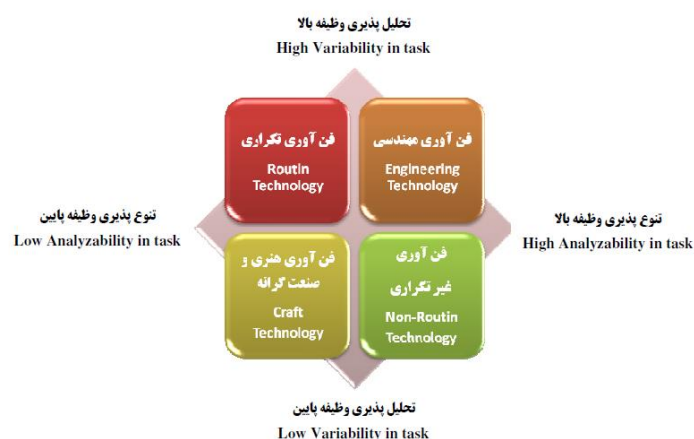 تحلیل پذیری وظیفه بالا
High Variability in task
فن آوری تکراری
Routin
Technology
فن آوری مهندسی
Engineering
Technology
تنوع پذیری وظیفه پایین
Low Analyzability in task
تنوع پذیری وظیفه بالا
High Analyzability in task
فن آوری هنری و
صنعت گرانه
Craft
Technology
فن آوری
غیر تکراری
Non-Routin
Technology
تحلیل پذیری وظیفه پایین
Low Variability in task